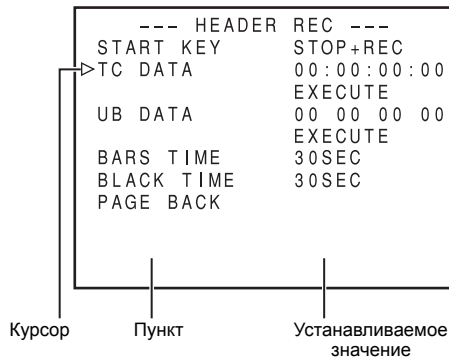 --- HEADER REC ---
START KEY STOP+REC
▷TC DATA 00:00:00:00
EXECUTE
UB DATA 00 00 00 00
EXECUTE
BARS TIME 30SEC
BLACK TIME 30SEC
PAGE BACK
Курсор Пункт Устанавливаемое
значение